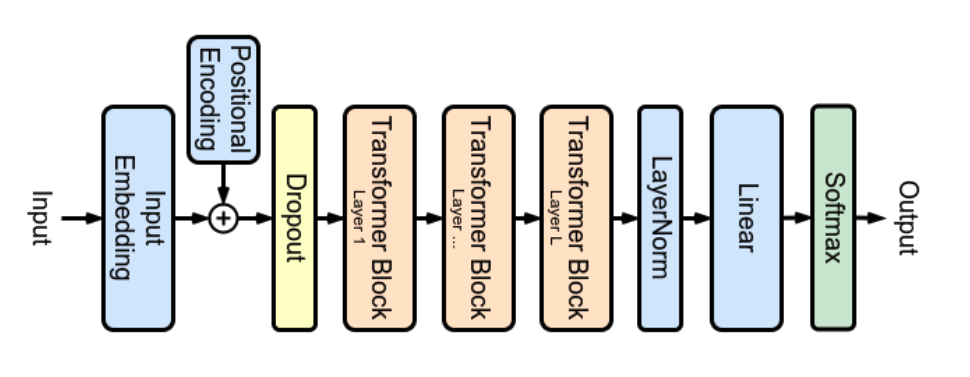 Input
Input
Embedding
Positional
Encoding
+
Dropout
Transformer Block
Layer 1
Transformer Block
Layer ...
Transformer Block
Layer L
LayerNorm
Linear
Softmax
Output